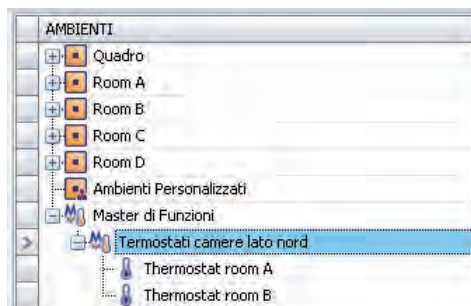 AMBIENTI
Quadro
Room A
Room B
Room C
Room D
Ambienti Personalizzati
Master di Funzioni
Termostati camere lato nord
Thermostat room A
Thermostat room B